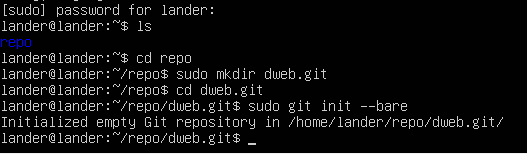 [sudo] password for lander:
lander@lander:~$ ls
repo
lander@lander:~$ cd repo
lander@lander:~/repo$ sudo mkdir dweb.git
lander@lander:~/repo$ cd dweb.git
lander@lander:~/repo/dweb.git$ sudo git init --bare
Initialized empty Git repository in /home/lander/repo/dweb.git/
lander@lander:~/repo/dweb.git$ _